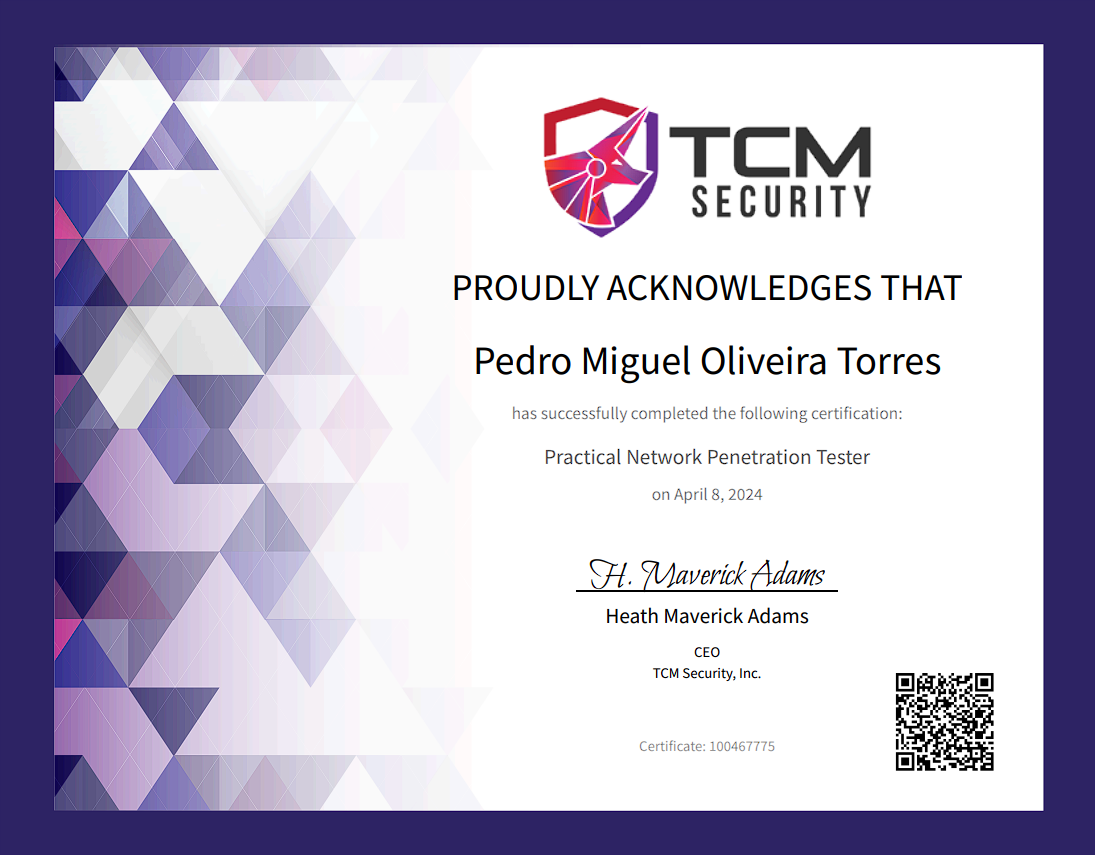 TCM
SECURITY
PROUDLY ACKNOWLEDGES THAT
Pedro Miguel Oliveira Torres
has successfully completed the following certification:
Practical Network Penetration Tester
on April 8, 2024
H. Maverick Adams
Heath Maverick Adams
CEO
TCM Security, Inc.
Certificate: 100467775